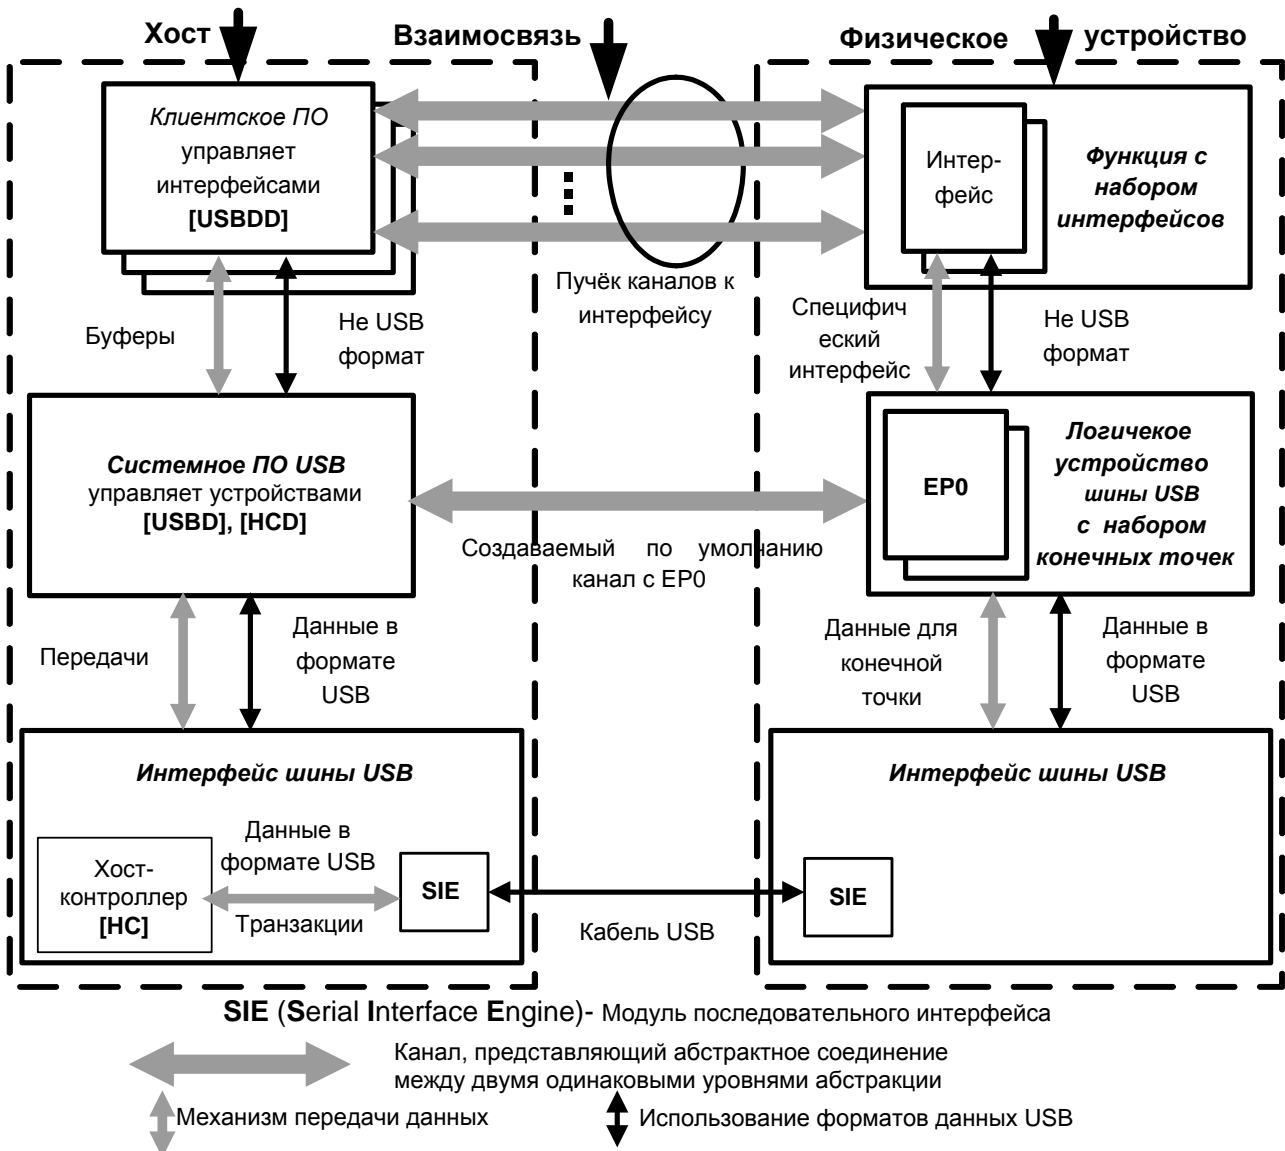 Хост
Взаимосвязь
Физическое
устройство
Клиентское ПО
управляет
интерфейсами
[USBDD]
Интер-
фейс
Функция с
набором
интерфейсов
Пучёк каналов к
интерфейсу
Буферы
Не USB
формат
Специфич
еский
интерфейс
Не USB
формат
Системное ПО USB
управляет устройствами
[USBD], [HCD]
Создаваемый по умолчанию
канал с EP0
EP0
Логичекое
устройство
шины USB
с набором
конечных точек
Передачи
Данные в
формате
USB
Данные для
конечной
точки
Данные в
формате
USB
Интерфейс шины USB
Хост-
контроллер
[HC]
Данные в
формате USB
Транзакции
SIE
Кабель USB
Интерфейс шины USB
SIE
SIE (Serial Interface Engine)- Модуль последовательного интерфейса
Канал, представляющий абстрактное соединение
между двумя одинаковыми уровнями абстракции
Механизм передачи данных
Использование форматов данных USB